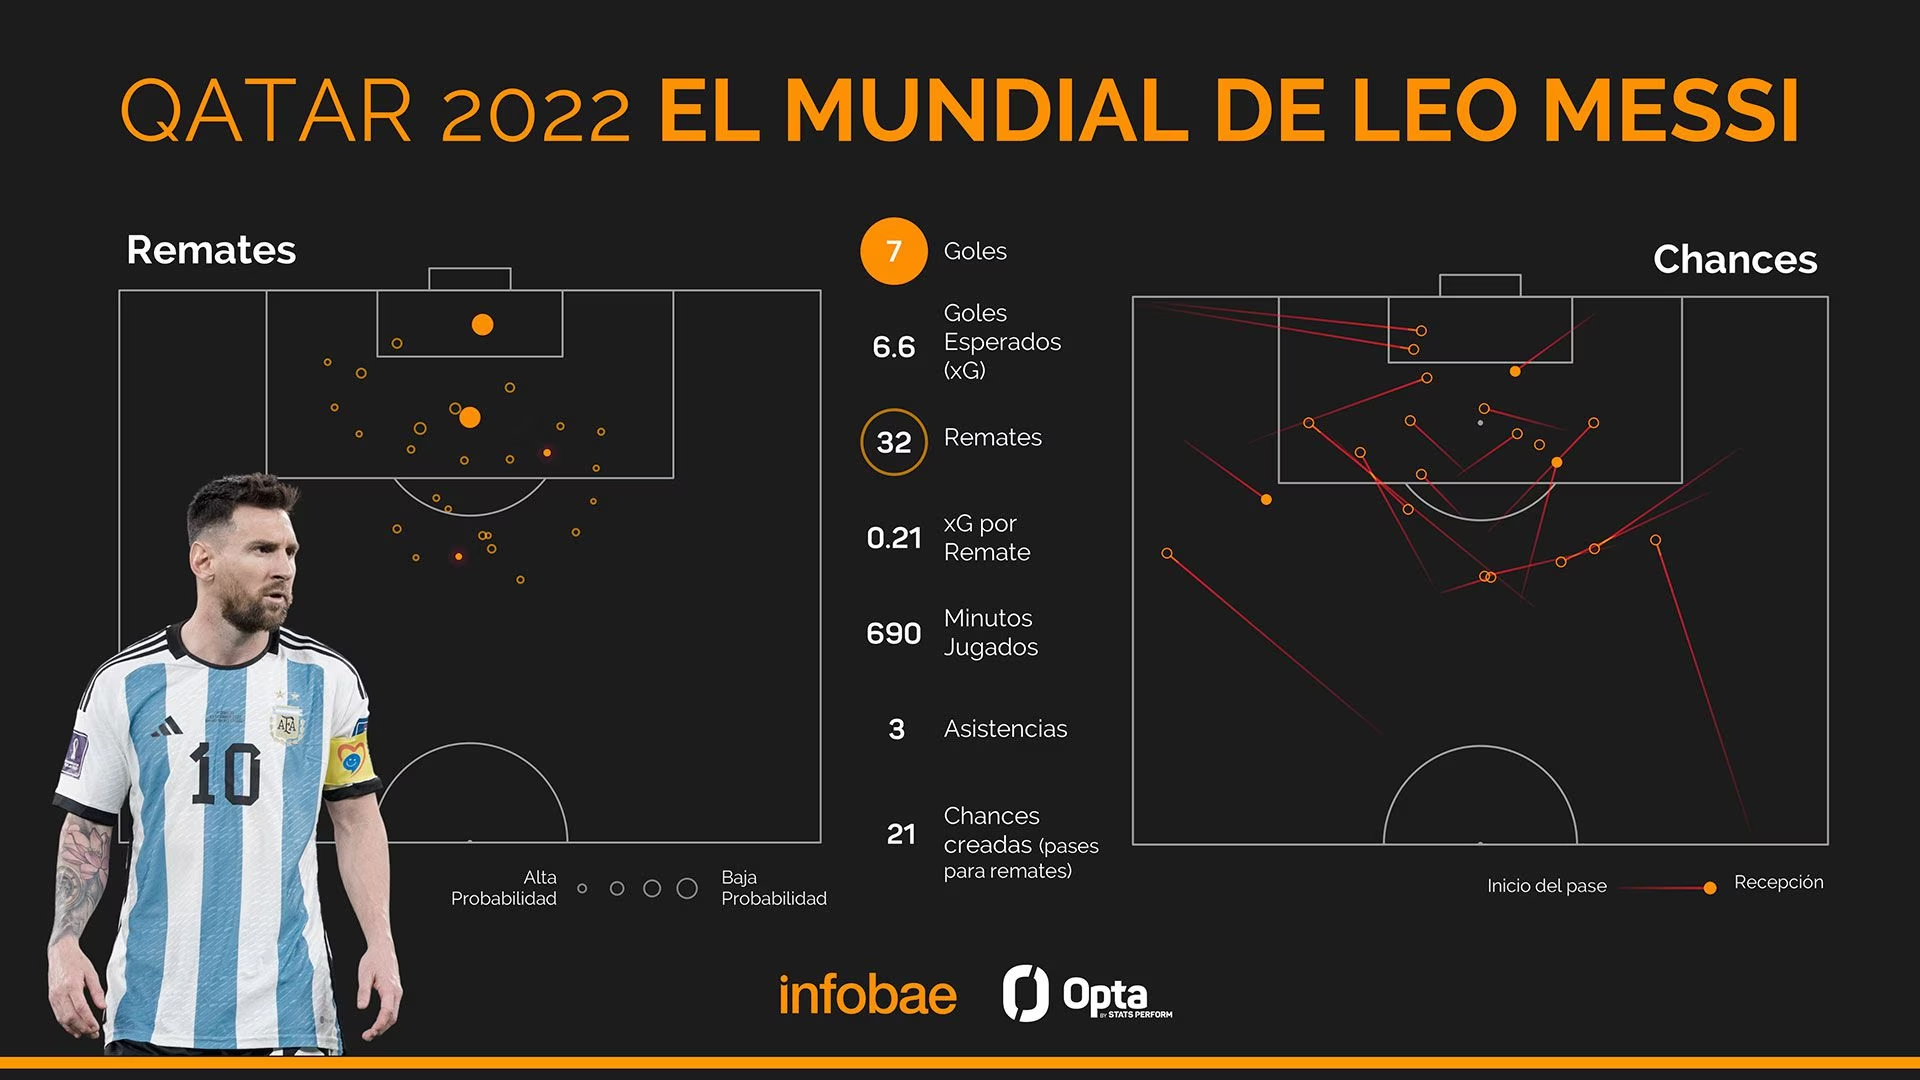 QATAR 2022 EL MUNDIAL DE LEO MESSI
Remates
7
Goles
6.6
Goles
Esperados
(xG)
32
Remates
0.21
xG por
Remate
690
Minutos
Jugados
3
Asistencias
21
Chances
creadas (pases
para remates)
Chances
AFA
10
Alta
Probabilidad
Baja
Probabilidad
Inicio del pase
Recepción
infobae
Opta
BY STATS PERFORM